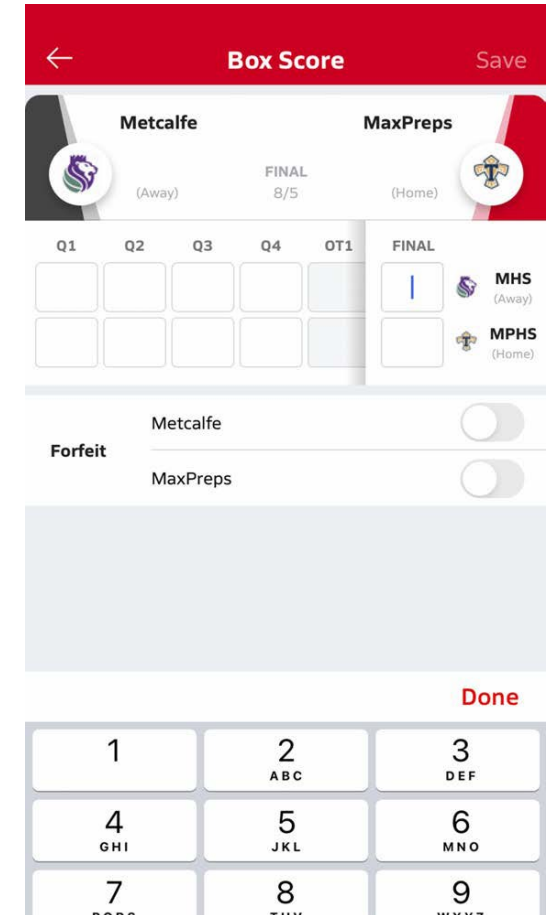 Box Score Save
Metcalfe MaxPreps
FINAL
(Away) 8/5 (Home)
Q1 Q2 Q3 Q4 OT1 FINAL
MHS
(Away)
MPHS
(Home)
Metcalfe
Forfeit
MaxPreps
Done
1 2 3
ABC DEF
4 5 6
GHI JKL MNO
7 8 9